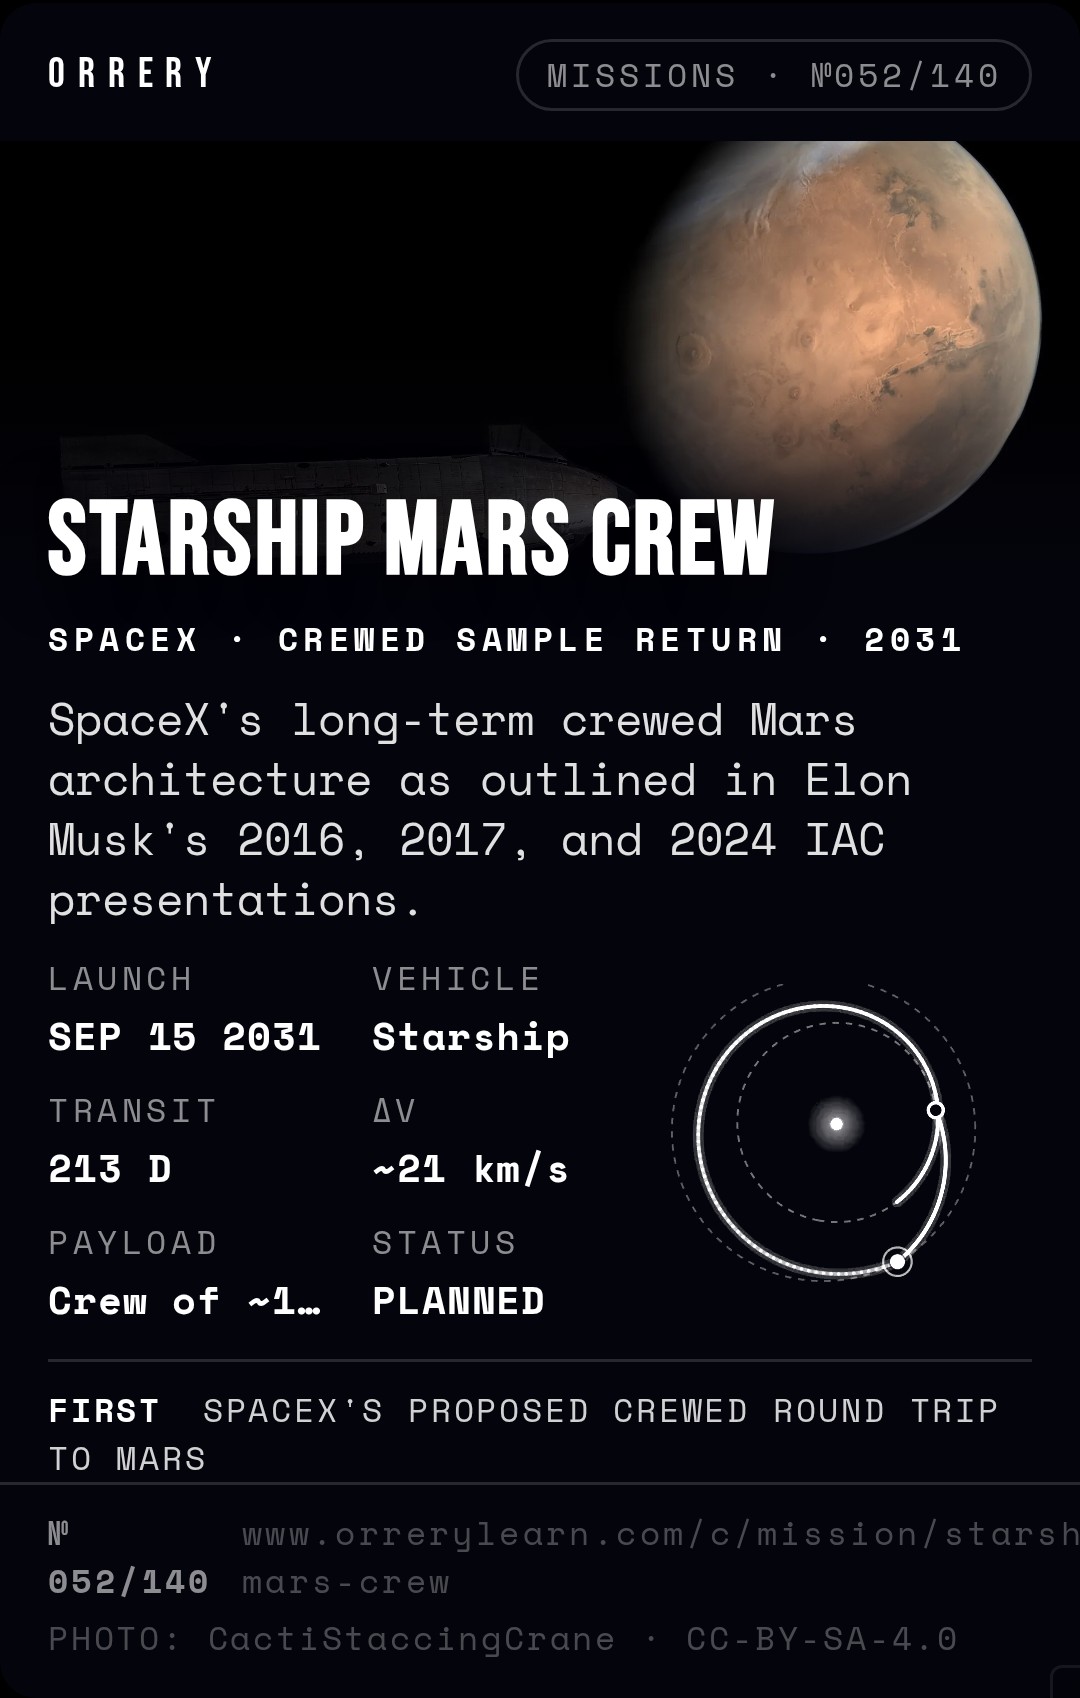 ORRERY
MISSIONS · №052/140
STARSHIP MARS CREW
SPACEX · CREWED SAMPLE RETURN · 2031
SpaceX's long-term crewed Mars
architecture as outlined in Elon
Musk's 2016, 2017, and 2024 IAC
presentations.
LAUNCH VEHICLE
SEP 15 2031 Starship
TRANSIT ΔV
213 D ~21 km/s
PAYLOAD STATUS
Crew of ~1… PLANNED
FIRST SPACEX'S PROPOSED CREWED ROUND TRIP
TO MARS
№ www.orrerylearn.com/c/mission/starsh
052/140 mars-crew
PHOTO: CactiStaccingCrane · CC-BY-SA-4.0